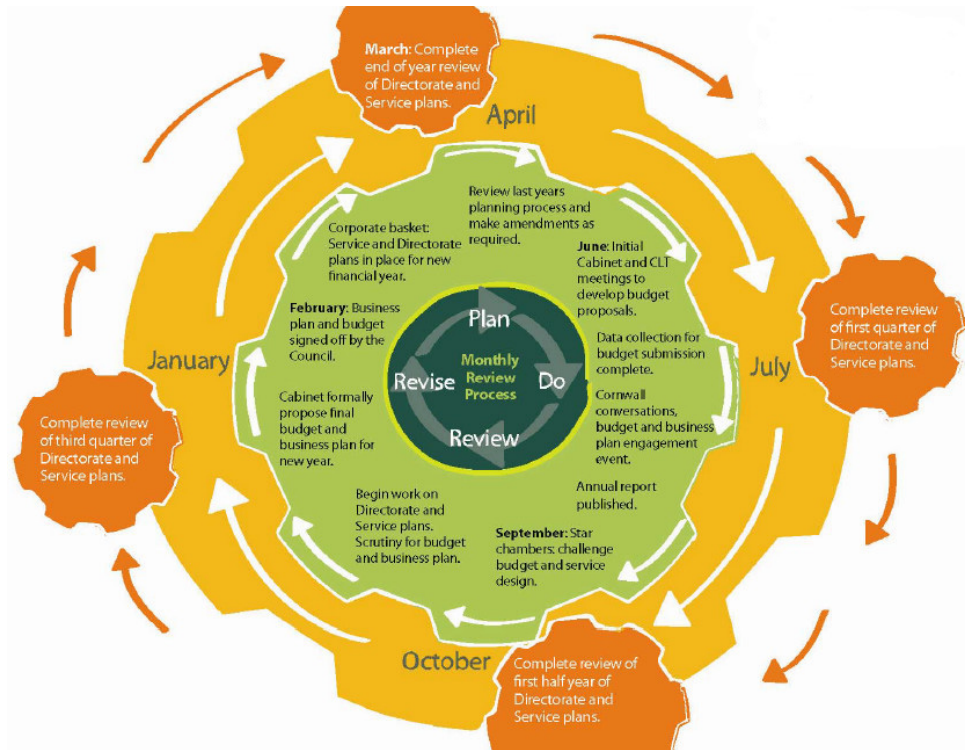 March: Complete
end of year review
of Directorate and
Service plans.
April
Review last years
planning process and
make amendments as
required.
June: Initial
Cabinet and CLT
meetings to
develop budget
proposals.
Data collection for
budget submission
complete.
Cornwall
conversations,
budget and business
plan engagement
event.
Annual report
published.
July
Complete review
of first quarter of
Directorate and
Service plans.
September: Star
chambers: challenge
budget and service
design.
October
Complete review of
first half year of
Directorate and
Service plans.
Begin work on
Directorate and
Service plans.
Scrutiny for budget
and business plan.
Cabinet formally
propose final
budget and
business plan for
new year.
January
Complete review
of third quarter of
Directorate and
Service plans.
February: Business
plan and budget
signed off by the
Council.
Corporate basket:
Service and Directorate
plans in place for new
financial year.
Plan
Do
Review
Revise
Monthly
Review
Process